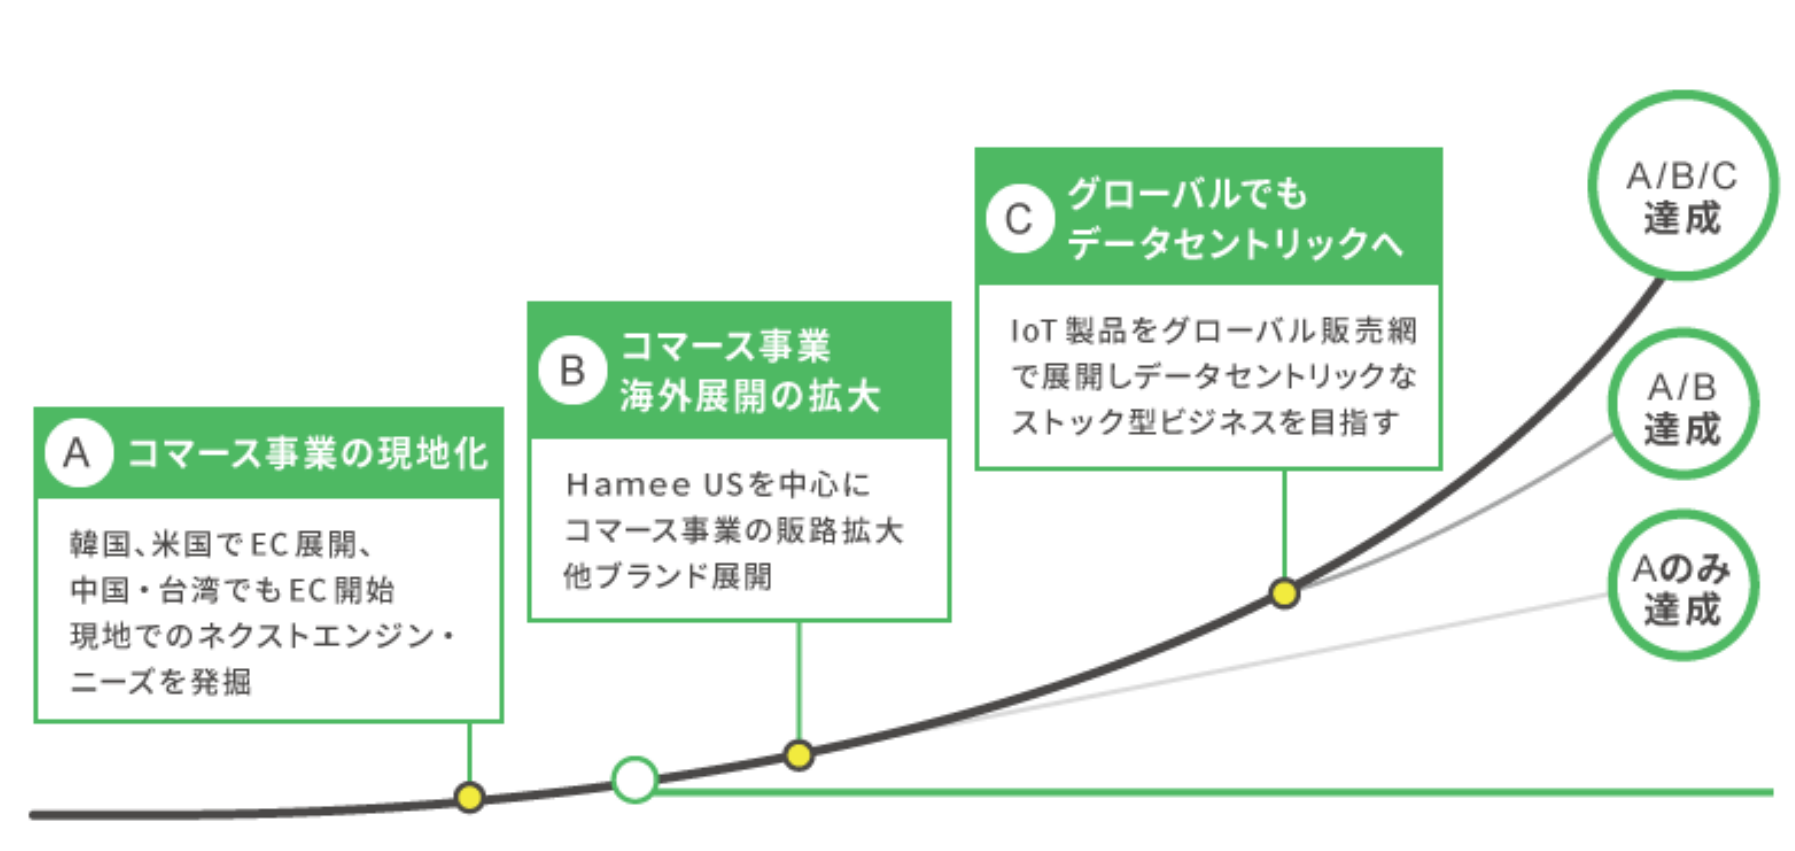 A
コマース事業の現地化
韓国、米国でEC展開、
中国・台湾でもEC開始
現地でのネクストエンジン・
ニーズを発掘
B
コマース事業
海外展開の拡大
Hamee USを中心に
コマース事業の販路拡大
他ブランド展開
C
グローバルでも
データセントリックへ
IoT製品をグローバル販売網
で展開しデータセントリックな
ストック型ビジネスを目指す
A/B/C
達成
A/B
達成
Aのみ
達成